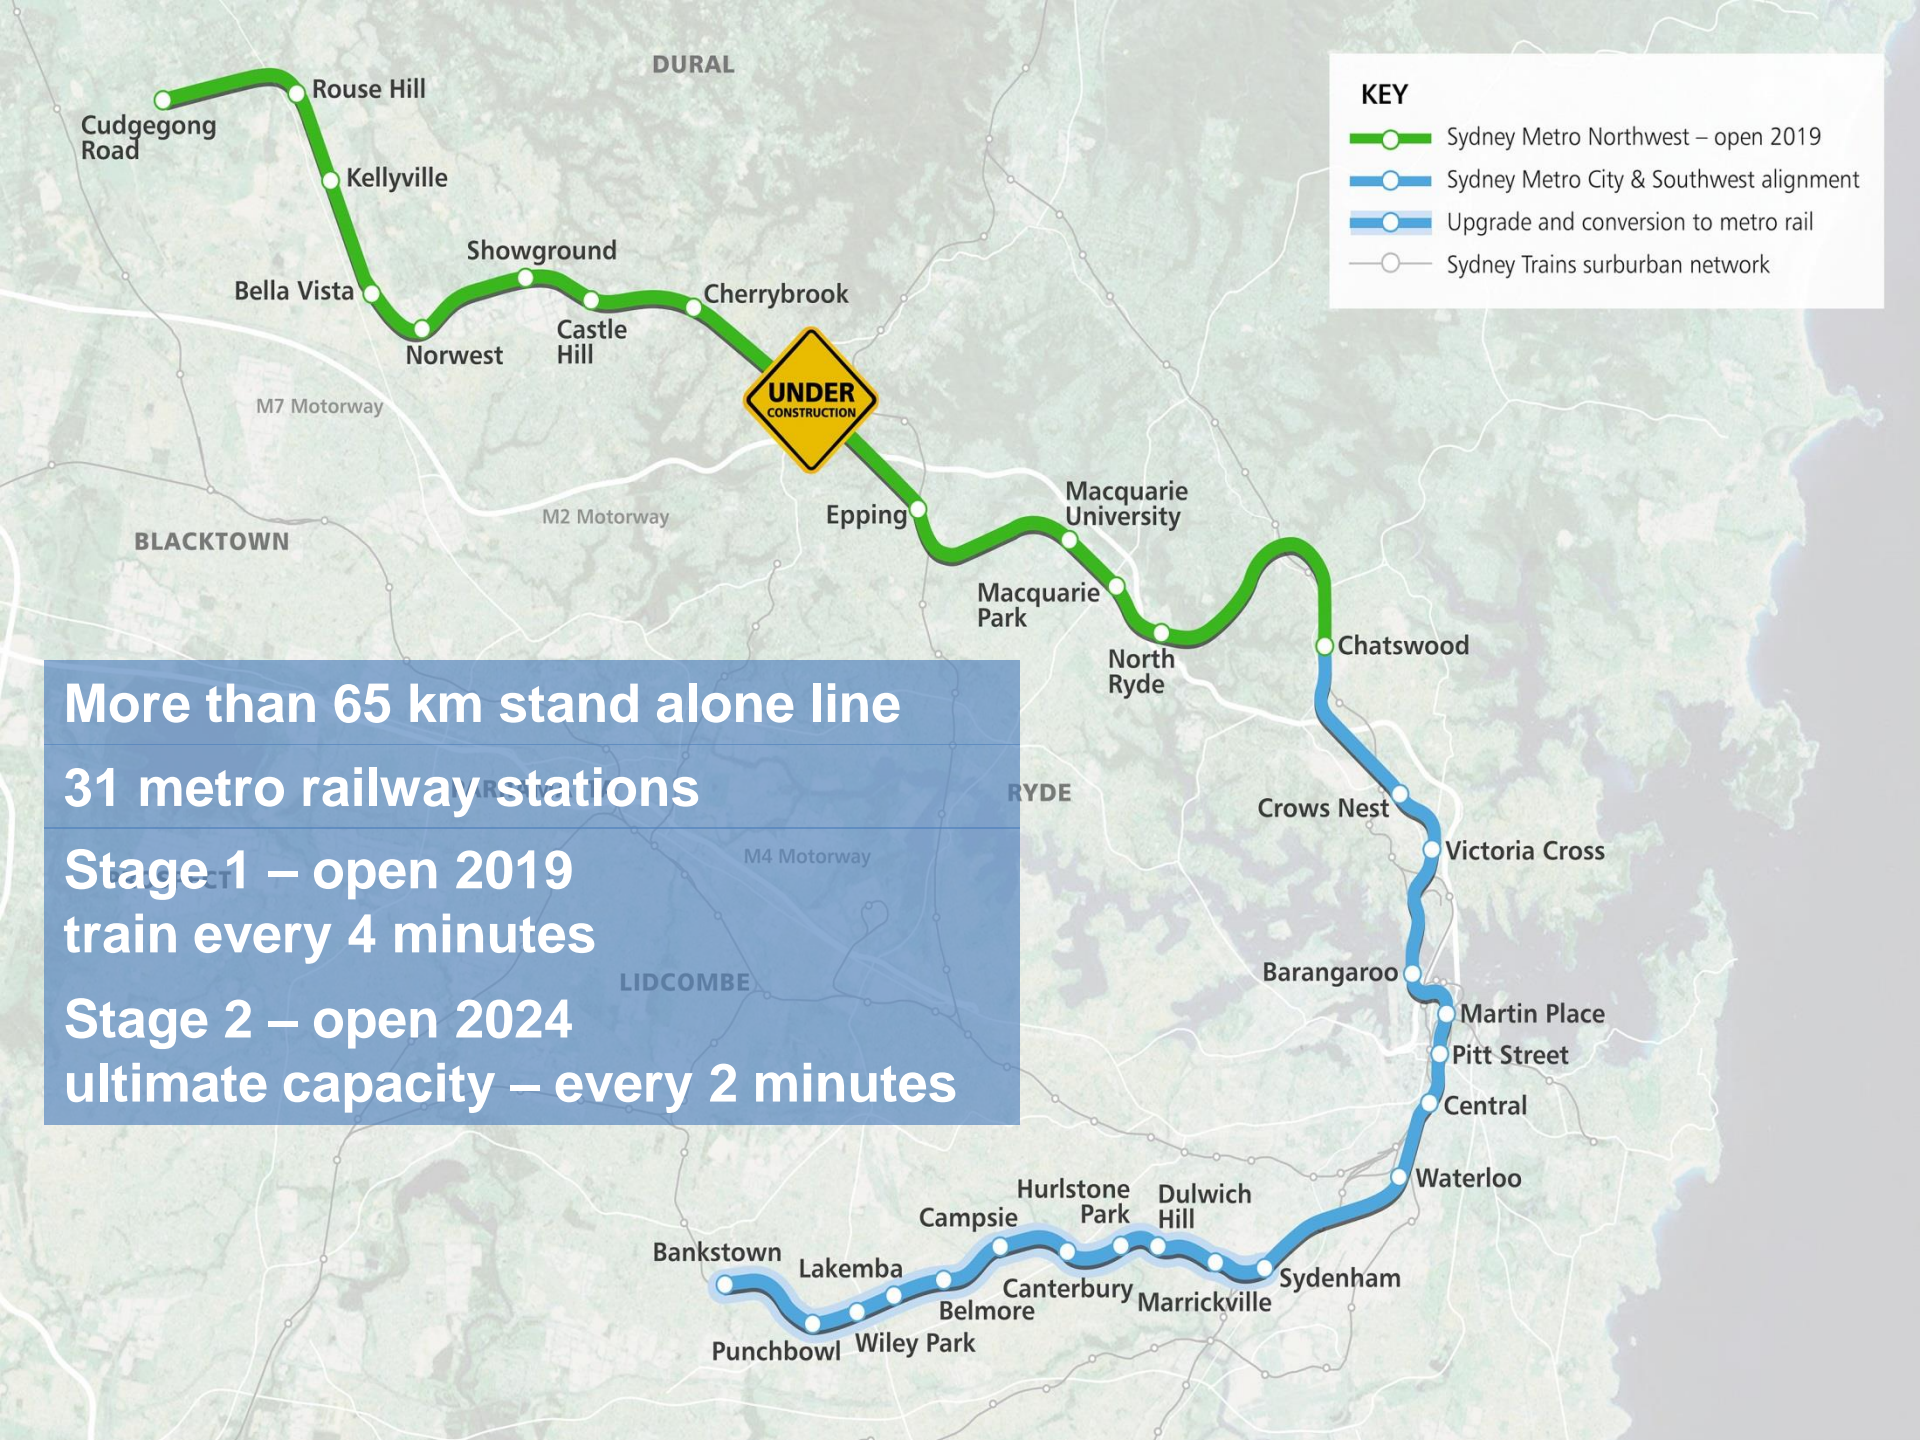 DURAL
KEY
Sydney Metro Northwest – open 2019
Sydney Metro City & Southwest alignment
Upgrade and conversion to metro rail
Sydney Trains surburban network
Rouse Hill
Cudgegong
Road
Kellyville
Showground
Bella Vista
Cherrybrook
Castle
Hill
Norwest
UNDER
CONSTRUCTION
M7 Motorway
Macquarie
University
Epping
M2 Motorway
BLACKTOWN
Macquarie
Park
Chatswood
North
Ryde
More than 65 km stand alone line
31 metro railway stations
RYDE
Crows Nest
Victoria Cross
M4 Motorway
Stage 1 – open 2019
train every 4 minutes
LIDCOMBE
Stage 2 – open 2024
ultimate capacity – every 2 minutes
Barangaroo
Martin Place
Pitt Street
Central
Waterloo
Hurlstone
Park
Dulwich
Hill
Campsie
Bankstown
Lakemba
Canterbury
Sydenham
Belmore
Marrickville
Punchbowl
Wiley Park